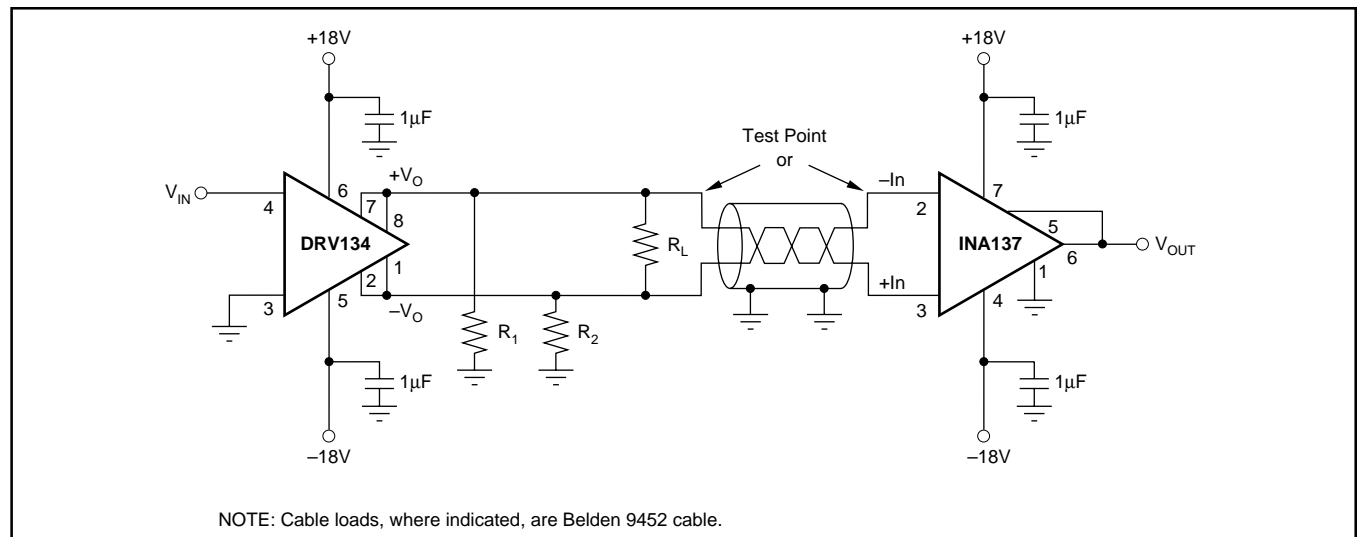 +18V
+18V
1μF
1μF
Test Point
or
VIN
4
6
+VO
7
8
DRV134
1
2
3
5
–VO
RL
R1
R2
–In
2
7
5
INA137
6
VOUT
1
+In
3
4
1μF
1μF
–18V
–18V
NOTE: Cable loads, where indicated, are Belden 9452 cable.